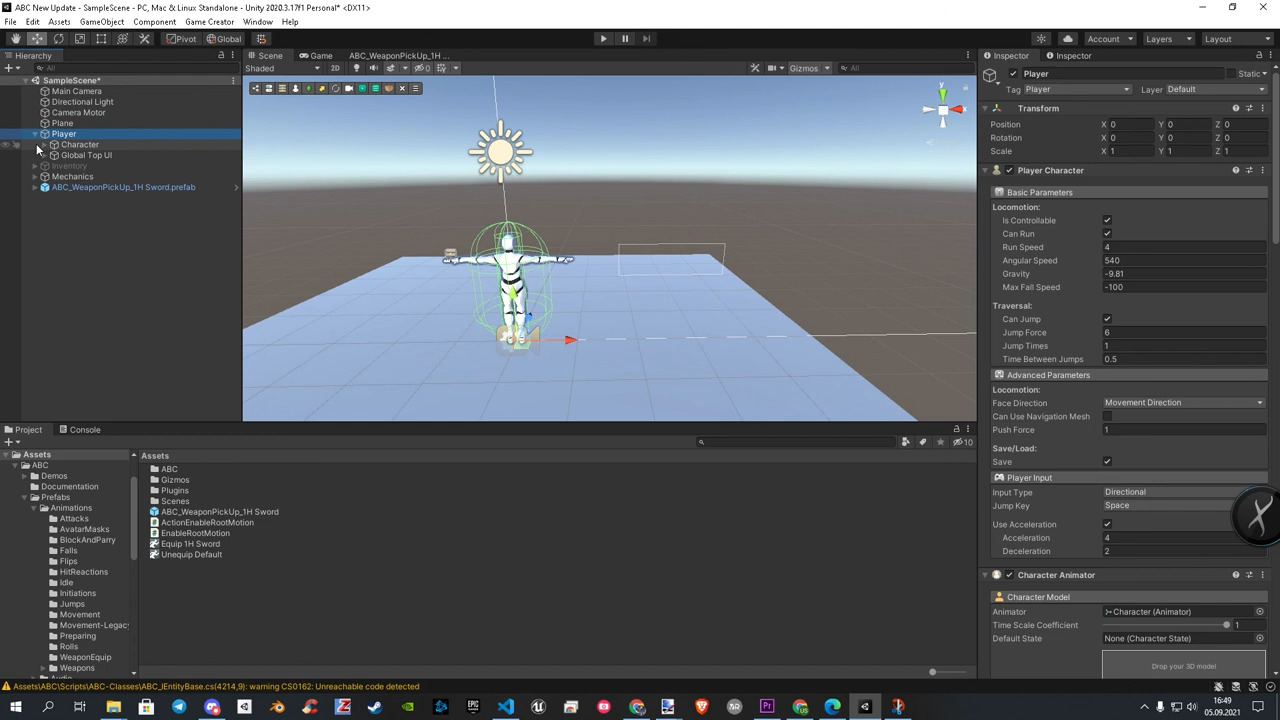 ABC New Update - SampleScene - PC, Mac & Linux Standalone - Unity 2020.3.17f1 Personal* <DX11>
File Edit Assets GameObject Component Game Creator Window Help
Pivot Global Account Layers Layout
Hierarchy Scene Game ABC_WeaponPickUp_1H ... Inspector Inspector
All Shaded 2D 0 Gizmos All
Player Static
Tag Player Layer Default
SampleScene*
Main Camera
Directional Light
Camera Motor
Plane
Player
Character
Global Top UI
Inventory
Mechanics
ABC_WeaponPickUp_1H Sword.prefab
y
x
Transform
Position X 0 Y 0 Z 0
Rotation X 0 Y 0 Z 0
Scale X 1 Y 1 Z 1
Player Character
Basic Parameters
Locomotion:
Is Controllable
Can Run
Run Speed 4
Angular Speed 540
Gravity -9.81
Max Fall Speed -100
Traversal:
Can Jump
Jump Force 6
Jump Times 1
Time Between Jumps 0.5
Advanced Parameters
Locomotion:
Face Direction Movement Direction
Can Use Navigation Mesh
Push Force 1
Save/Load:
Save
Player Input
Input Type Directional
Jump Key Space
Use Acceleration
Acceleration 4
Deceleration 2
Character Animator
Character Model
Animator Character (Animator)
Time Scale Coefficient 1
Default State None (Character State)
Drop your 3D model
Project Console
10
Assets
ABC
Demos
Documentation
Prefabs
Animations
Attacks
AvatarMasks
BlockAndParry
Falls
Flips
HitReactions
Idle
Initiations
Jumps
Movement
Movement-Legacy
Preparing
Rolls
WeaponEquip
Weapons
Audio
Assets
ABC
Gizmos
Plugins
Scenes
ABC_WeaponPickUp_1H Sword
ActionEnableRootMotion
EnableRootMotion
Equip 1H Sword
Unequip Default
Assets\ABC\Scripts\ABC-Classes\ABC_IEntityBase.cs(4214,9): warning CS0162: Unreachable code detected
16:49
05.09.2021